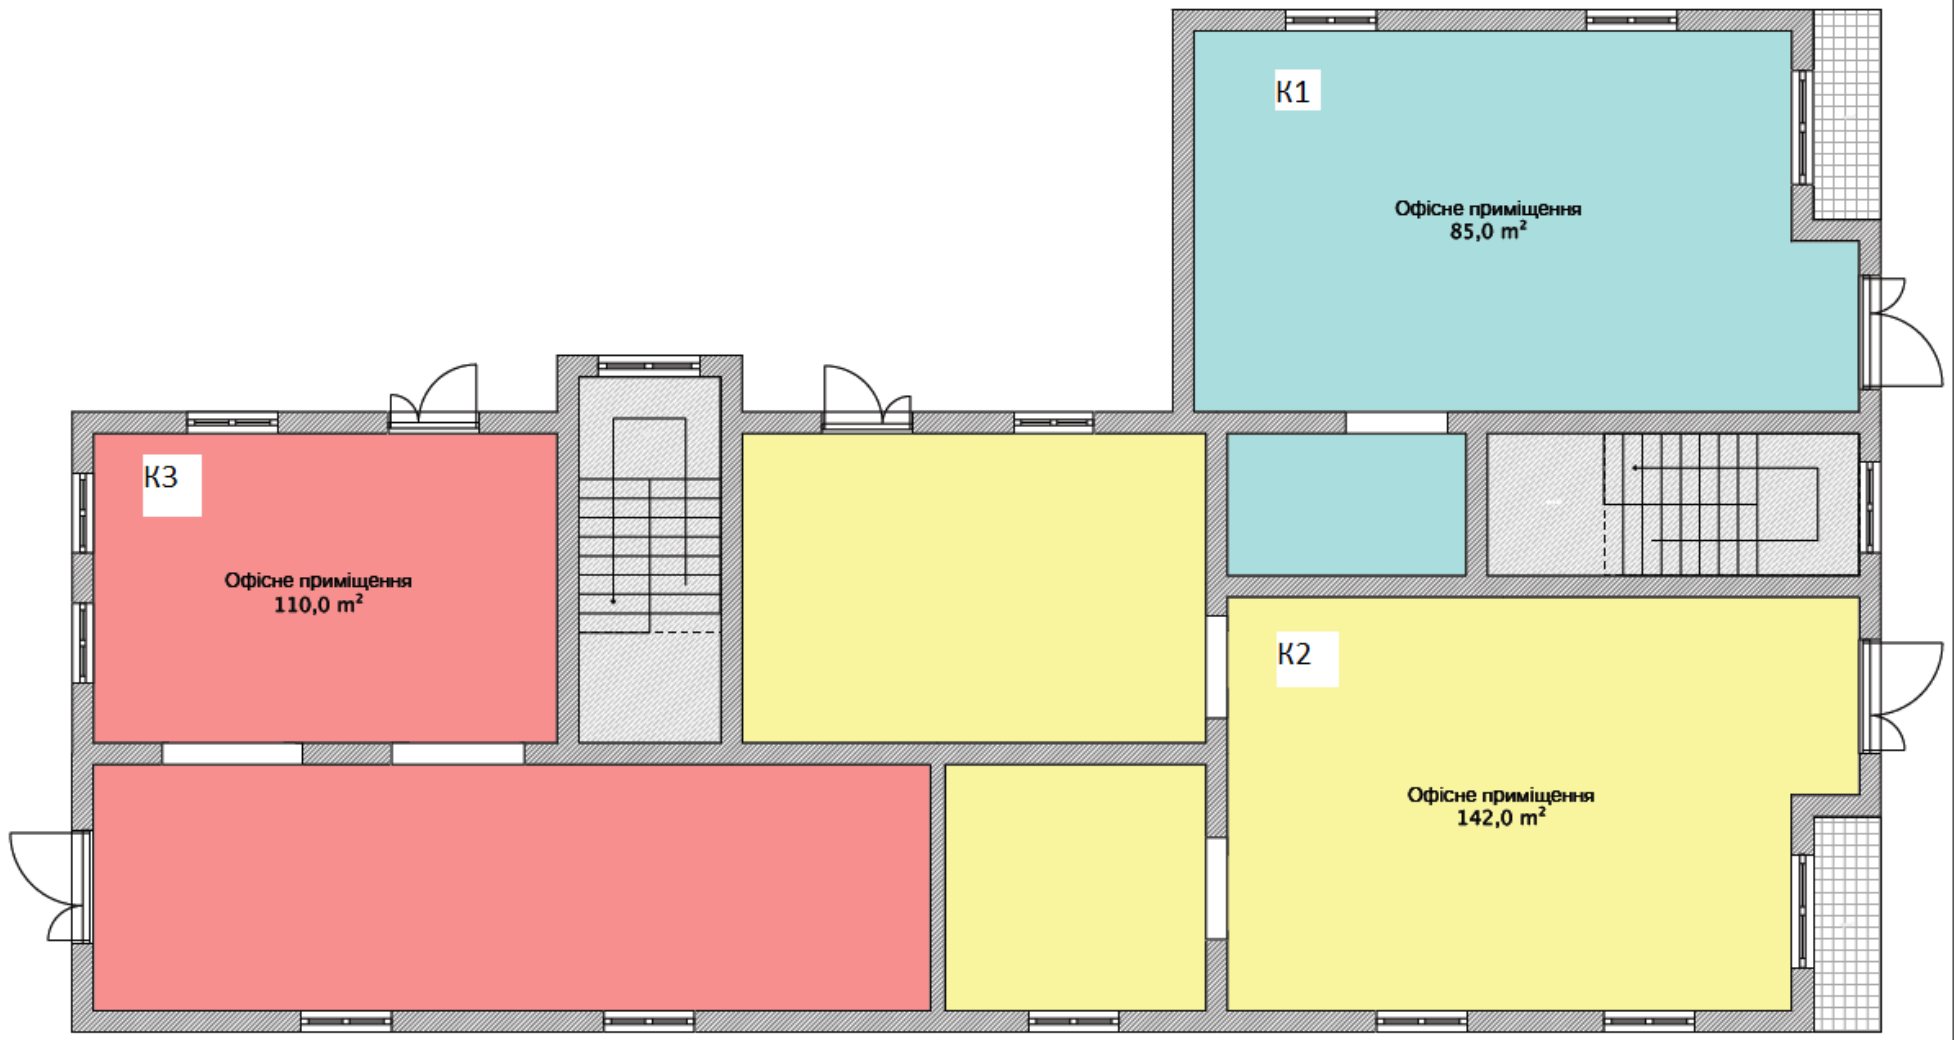 К1
Офісне приміщення
85,0 m²
К3
Офісне приміщення
110,0 m²
К2
Офісне приміщення
142,0 m²